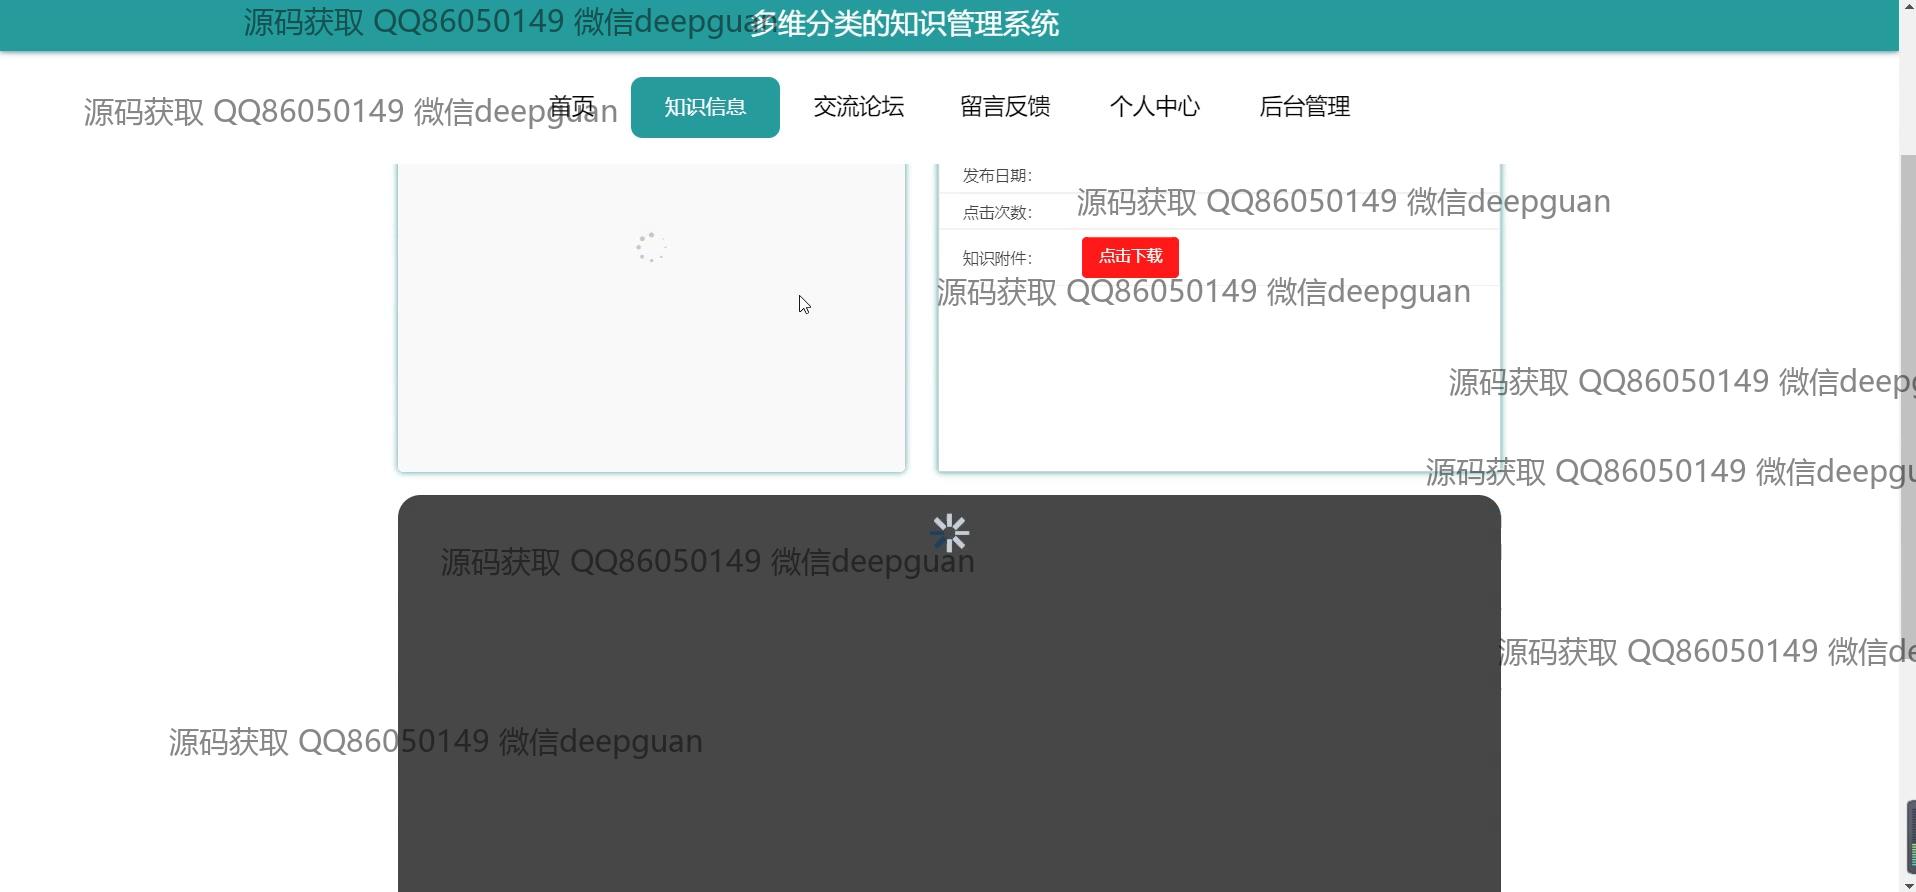 源码获取 QQ86050149 微信deepguan
多维分类的知识管理系统
源码获取 QQ86050149 微信deepguan
首页 知识信息 交流论坛 留言反馈 个人中心 后台管理
发布日期：
源码获取 QQ86050149 微信deepguan
点击次数：
知识附件： 点击下载
源码获取 QQ86050149 微信deepguan
源码获取 QQ86050149 微信deep
源码获取 QQ86050149 微信deepgu
源码获取 QQ86050149 微信deepguan
源码获取 QQ86050149 微信de
源码获取 QQ86050149 微信deepguan